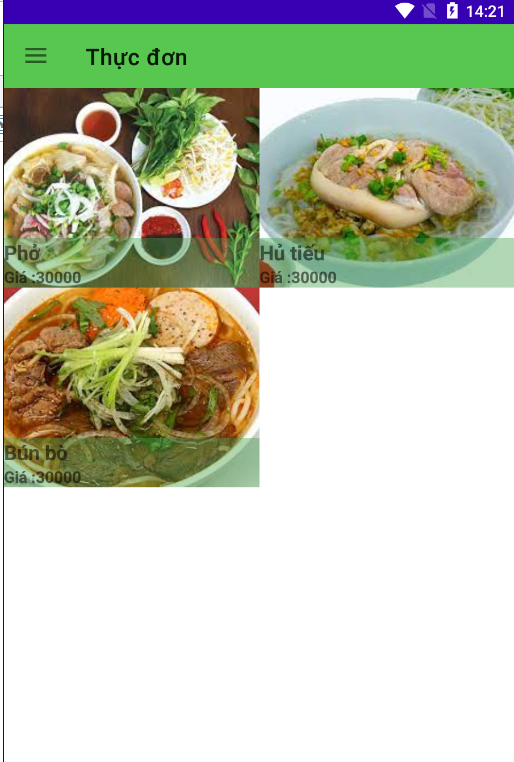 14:21
Thực đơn
Phở
Giá :30000
Hủ tiếu
Giá :30000
Bún bò
Giá :30000